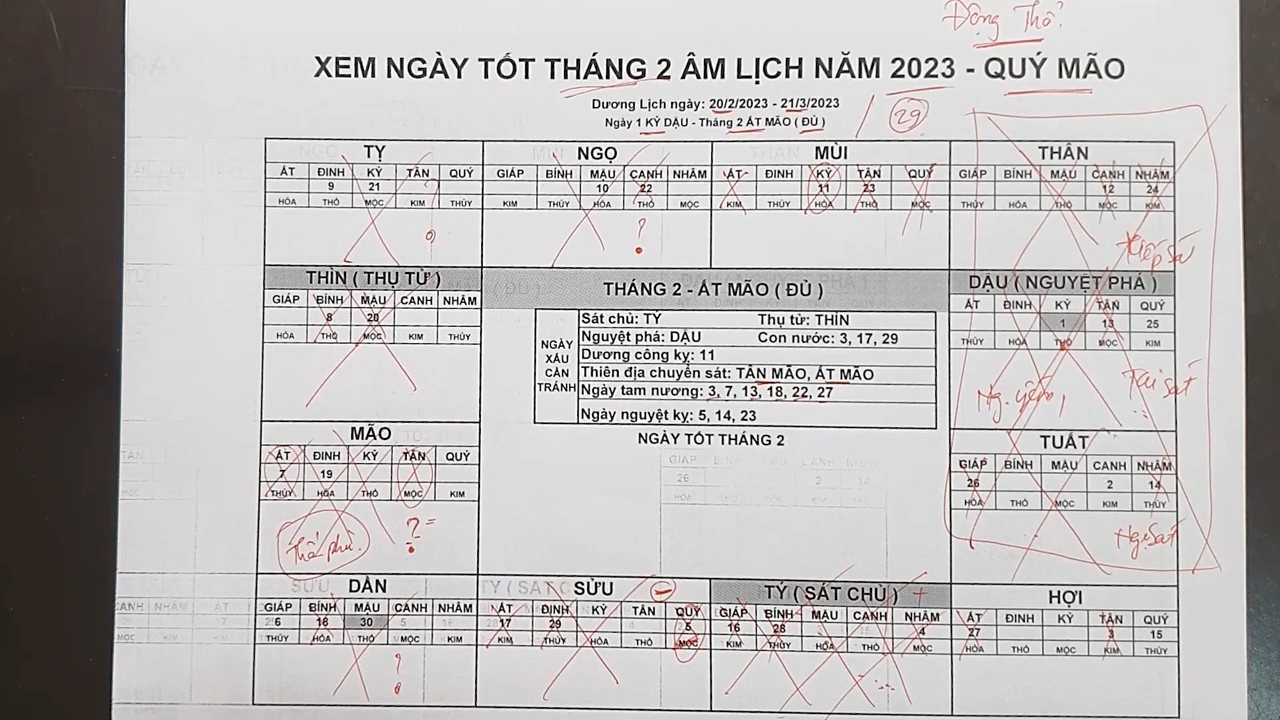 Động Thổ
XEM NGÀY TỐT THÁNG 2 ÂM LỊCH NĂM 2023 - QUÝ MÃO
Dương Lịch ngày: 20/2/2023 - 21/3/2023
29
Ngày 1 KỶ DẬU - Tháng 2 ẤT MÃO ( ĐỦ )
TỴ NGỌ MÙI THÂN
ẤT ĐINH KỶ TÂN QUÝ GIÁP BÍNH MẬU CANH NHÂM ẤT ĐINH KỶ TÂN QUÝ GIÁP BÍNH MẬU CANH NHÂM
9 21 10 22 11 23 12 24
HỎA THỔ MỘC KIM THỦY KIM THỦY HỎA THỔ MỘC KIM THỦY HỎA THỔ MỘC THỦY HỎA THỔ MỘC KIM
? ?
Kiếp Sát
THÌN ( THỤ TỬ ) THÁNG 2 - ẤT MÃO ( ĐỦ ) DẬU ( NGUYỆT PHÁ )
GIÁP BÍNH MẬU CANH NHÂM
8 20
HỎA THỔ MỘC KIM THỦY
ẤT ĐINH KỶ TÂN QUÝ
1 13 25
THỦY HỎA THỔ MỘC KIM
NGÀY XẤU CẦN TRÁNH
Sát chủ: TÝ Thụ tử: THÌN
Nguyệt phá: DẬU Con nước: 3, 17, 29
Dương công kỵ: 11
Thiên địa chuyển sát: TÂN MÃO, ẤT MÃO
Ngày tam nương: 3, 7, 13, 18, 22, 27
Ngày nguyệt kỵ: 5, 14, 23
Ng. yếm Tai Sát
MÃO NGÀY TỐT THÁNG 2 TUẤT
ẤT ĐINH KỶ TÂN QUÝ
7 19
THỦY HỎA THỔ MỘC KIM
GIÁP BÍNH MẬU CANH NHÂM
26 2 14
HỎA THỔ MỘC KIM THỦY
Thổ phủ. ? =
Ng Sát
DẦN SỬU TÝ ( SÁT CHỦ ) + HỢI
GIÁP BÍNH MẬU CANH NHÂM ẤT ĐINH KỶ TÂN QUÝ GIÁP BÍNH MẬU CANH NHÂM ẤT ĐINH KỶ TÂN QUÝ
6 18 30 17 29 5 16 28 4 27 3 15
THỦY HỎA THỔ MỘC KIM KIM THỦY HỎA THỔ MỘC KIM THỦY HỎA THỔ MỘC HỎA THỔ MỘC KIM THỦY
?